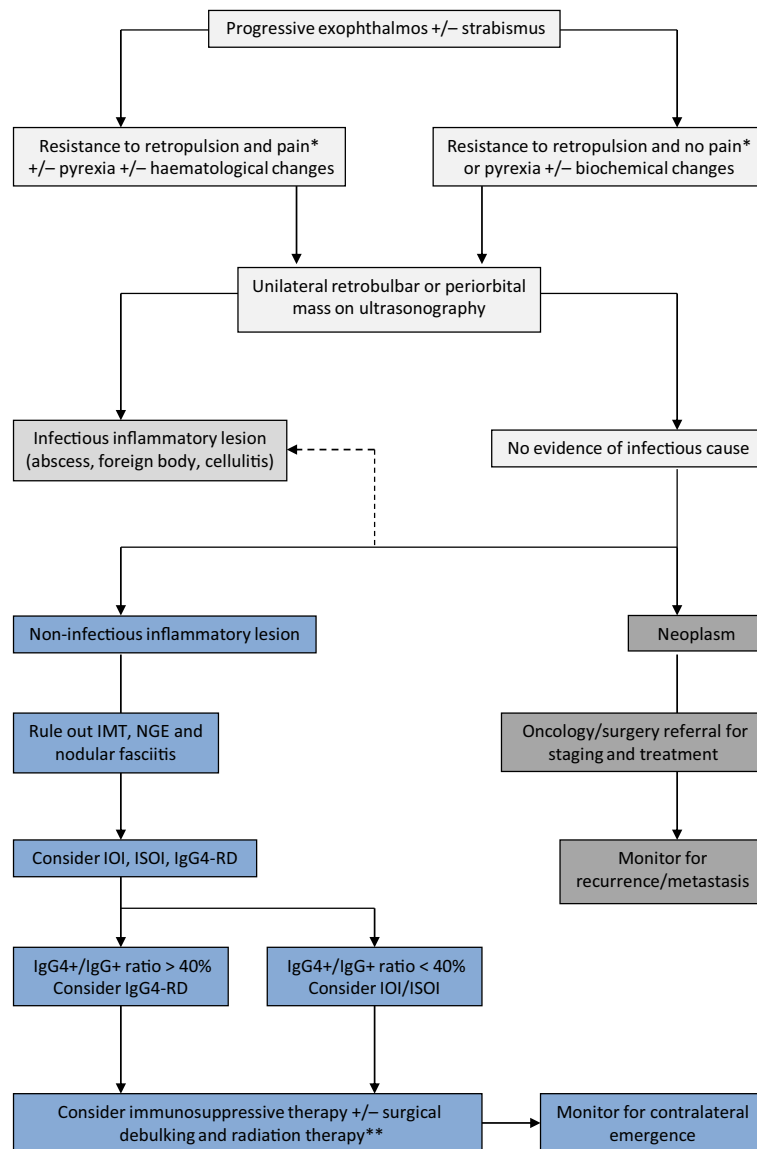 Progressive exophthalmos +/– strabismus
Resistance to retropulsion and pain*
+/– pyrexia +/– haematological changes
Resistance to retropulsion and no pain*
or pyrexia +/– biochemical changes
Unilateral retrobulbar or periorbital
mass on ultrasonography
Infectious inflammatory lesion
(abscess, foreign body, cellulitis)
No evidence of infectious cause
Non-infectious inflammatory lesion
Neoplasm
Rule out IMT, NGE and
nodular fasciitis
Oncology/surgery referral for
staging and treatment
Consider IOI, ISOI, IgG4-RD
Monitor for
recurrence/metastasis
IgG4+/IgG+ ratio > 40%
Consider IgG4-RD
IgG4+/IgG+ ratio < 40%
Consider IOI/ISOI
Consider immunosuppressive therapy +/– surgical
debulking and radiation therapy**
Monitor for contralateral
emergence